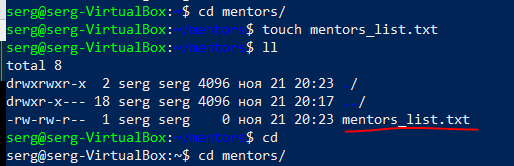 serg@serg-VirtualBox:~$ cd mentors/
serg@serg-VirtualBox:~/mentors$ touch mentors_list.txt
serg@serg-VirtualBox:~/mentors$ ll
total 8
drwxrwxr-x  2 serg serg 4096 ноя 21 20:23 ./
drwxr-x--- 18 serg serg 4096 ноя 21 20:17 ../
-rw-rw-r--  1 serg serg    0 ноя 21 20:23 mentors_list.txt
serg@serg-VirtualBox:~/mentors$ cd
serg@serg-VirtualBox:~$ cd mentors/